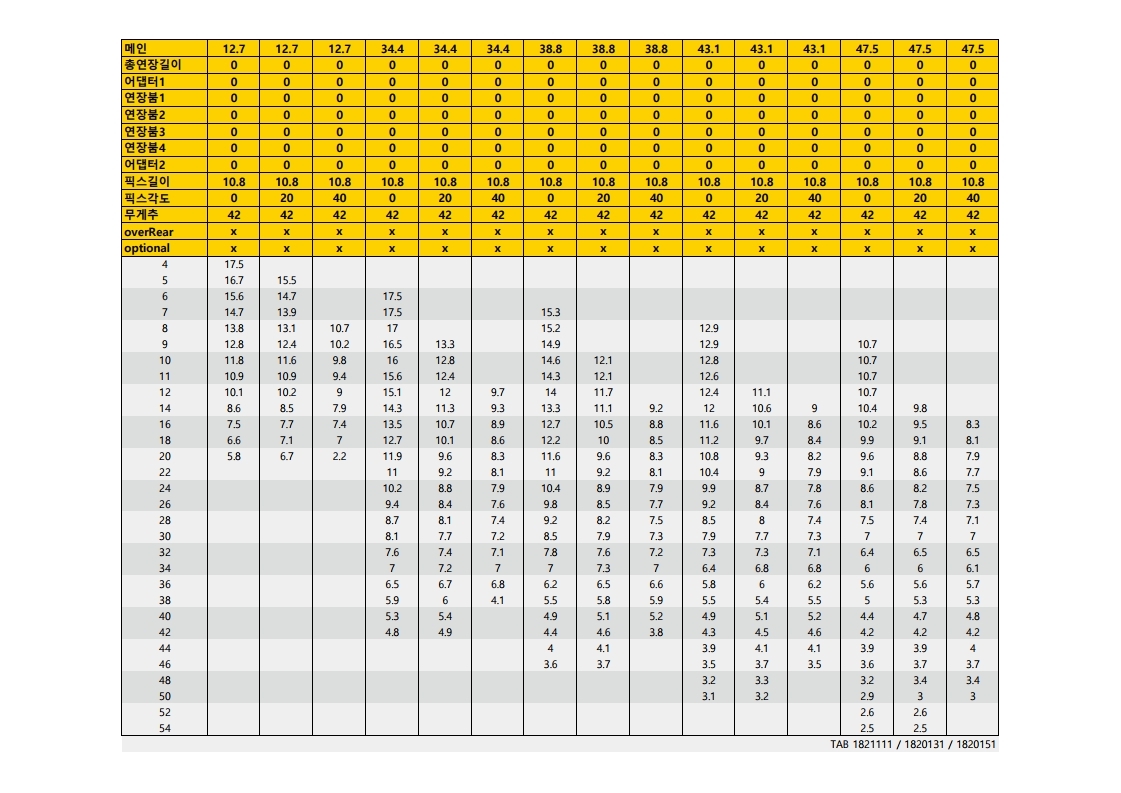 메인 12.7 12.7 12.7 34.4 34.4 34.4 38.8 38.8 38.8 43.1 43.1 43.1 47.5 47.5 47.5
총연장길이 0 0 0 0 0 0 0 0 0 0 0 0 0 0 0
어댑터1 0 0 0 0 0 0 0 0 0 0 0 0 0 0 0
연장붐1 0 0 0 0 0 0 0 0 0 0 0 0 0 0 0
연장붐2 0 0 0 0 0 0 0 0 0 0 0 0 0 0 0
연장붐3 0 0 0 0 0 0 0 0 0 0 0 0 0 0 0
연장붐4 0 0 0 0 0 0 0 0 0 0 0 0 0 0 0
어댑터2 0 0 0 0 0 0 0 0 0 0 0 0 0 0 0
픽스길이 10.8 10.8 10.8 10.8 10.8 10.8 10.8 10.8 10.8 10.8 10.8 10.8 10.8 10.8 10.8
픽스각도 0 20 40 0 20 40 0 20 40 0 20 40 0 20 40
무게추 42 42 42 42 42 42 42 42 42 42 42 42 42 42 42
overRear x x x x x x x x x x x x x x x
optional x x x x x x x x x x x x x x x
4 17.5
5 16.7 15.5
6 15.6 14.7 17.5
7 14.7 13.9 17.5 15.3
8 13.8 13.1 10.7 17 15.2 12.9
9 12.8 12.4 10.2 16.5 13.3 14.9 12.9 10.7
10 11.8 11.6 9.8 16 12.8 14.6 12.1 12.8 10.7
11 10.9 10.9 9.4 15.6 12.4 14.3 12.1 12.6 10.7
12 10.1 10.2 9 15.1 12 9.7 14 11.7 12.4 11.1 10.7
14 8.6 8.5 7.9 14.3 11.3 9.3 13.3 11.1 9.2 12 10.6 9 10.4 9.8
16 7.5 7.7 7.4 13.5 10.7 8.9 12.7 10.5 8.8 11.6 10.1 8.6 10.2 9.5 8.3
18 6.6 7.1 7 12.7 10.1 8.6 12.2 10 8.5 11.2 9.7 8.4 9.9 9.1 8.1
20 5.8 6.7 2.2 11.9 9.6 8.3 11.6 9.6 8.3 10.8 9.3 8.2 9.6 8.8 7.9
22 11 9.2 8.1 11 9.2 8.1 10.4 9 7.9 9.1 8.6 7.7
24 10.2 8.8 7.9 10.4 8.9 7.9 9.9 8.7 7.8 8.6 8.2 7.5
26 9.4 8.4 7.6 9.8 8.5 7.7 9.2 8.4 7.6 8.1 7.8 7.3
28 8.7 8.1 7.4 9.2 8.2 7.5 8.5 8 7.4 7.5 7.4 7.1
30 8.1 7.7 7.2 8.5 7.9 7.3 7.9 7.7 7.3 7 7 7
32 7.6 7.4 7.1 7.8 7.6 7.2 7.3 7.3 7.1 6.4 6.5 6.5
34 7 7.2 7 7 7.3 7 6.4 6.8 6.8 6 6 6.1
36 6.5 6.7 6.8 6.2 6.5 6.6 5.8 6 6.2 5.6 5.6 5.7
38 5.9 6 4.1 5.5 5.8 5.9 5.5 5.4 5.5 5 5.3 5.3
40 5.3 5.4 4.9 5.1 5.2 4.9 5.1 5.2 4.4 4.7 4.8
42 4.8 4.9 4.4 4.6 3.8 4.3 4.5 4.6 4.2 4.2 4.2
44 4 4.1 3.9 4.1 4.1 3.9 3.9 4
46 3.6 3.7 3.5 3.7 3.5 3.6 3.7 3.7
48 3.2 3.3 3.2 3.4 3.4
50 3.1 3.2 2.9 3 3
52 2.6 2.6
54 2.5 2.5
TAB 1821111 / 1820131 / 1820151